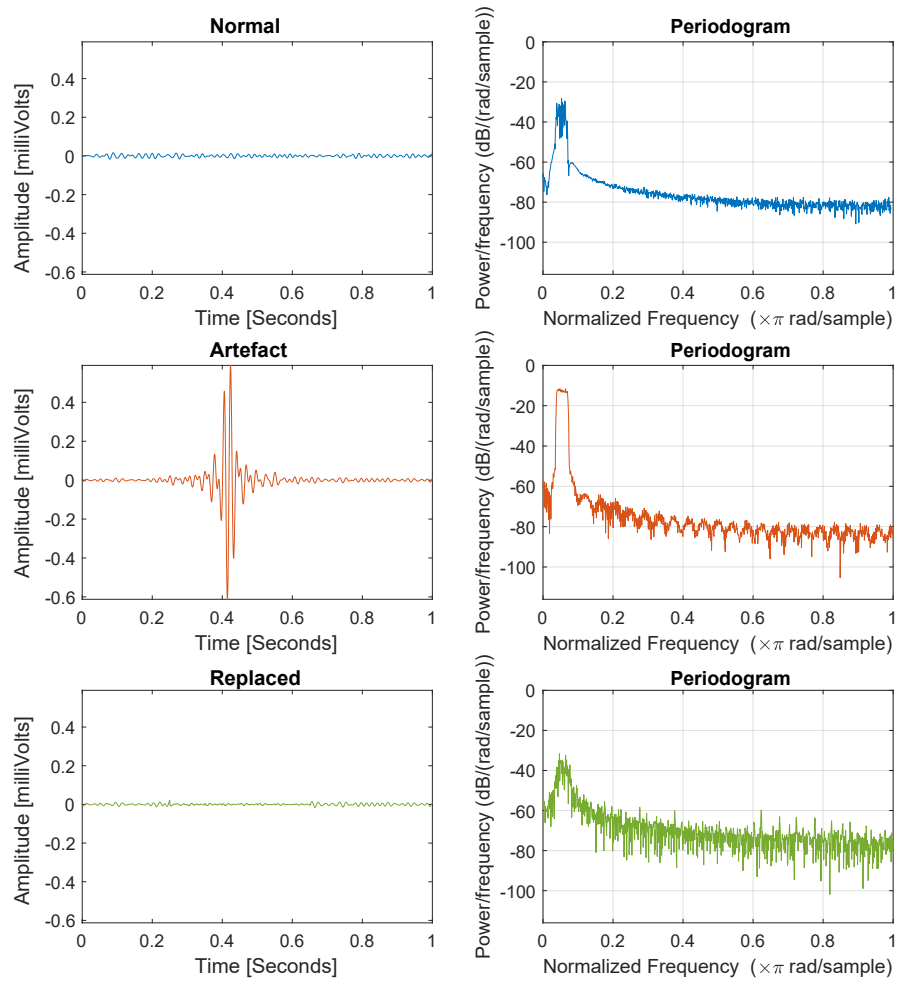 Normal
Amplitude [milliVolts]
0.4
0.2
0
-0.2
-0.4
-0.6
0 0.2 0.4 0.6 0.8 1
Time [Seconds]
Periodogram
Power/frequency (dB/(rad/sample))
0
-20
-40
-60
-80
-100
0 0.2 0.4 0.6 0.8 1
Normalized Frequency (×π rad/sample)
Artefact
Amplitude [milliVolts]
0.4
0.2
0
-0.2
-0.4
-0.6
0 0.2 0.4 0.6 0.8 1
Time [Seconds]
Periodogram
Power/frequency (dB/(rad/sample))
0
-20
-40
-60
-80
-100
0 0.2 0.4 0.6 0.8 1
Normalized Frequency (×π rad/sample)
Replaced
Amplitude [milliVolts]
0.4
0.2
0
-0.2
-0.4
-0.6
0 0.2 0.4 0.6 0.8 1
Time [Seconds]
Periodogram
Power/frequency (dB/(rad/sample))
0
-20
-40
-60
-80
-100
0 0.2 0.4 0.6 0.8 1
Normalized Frequency (×π rad/sample)